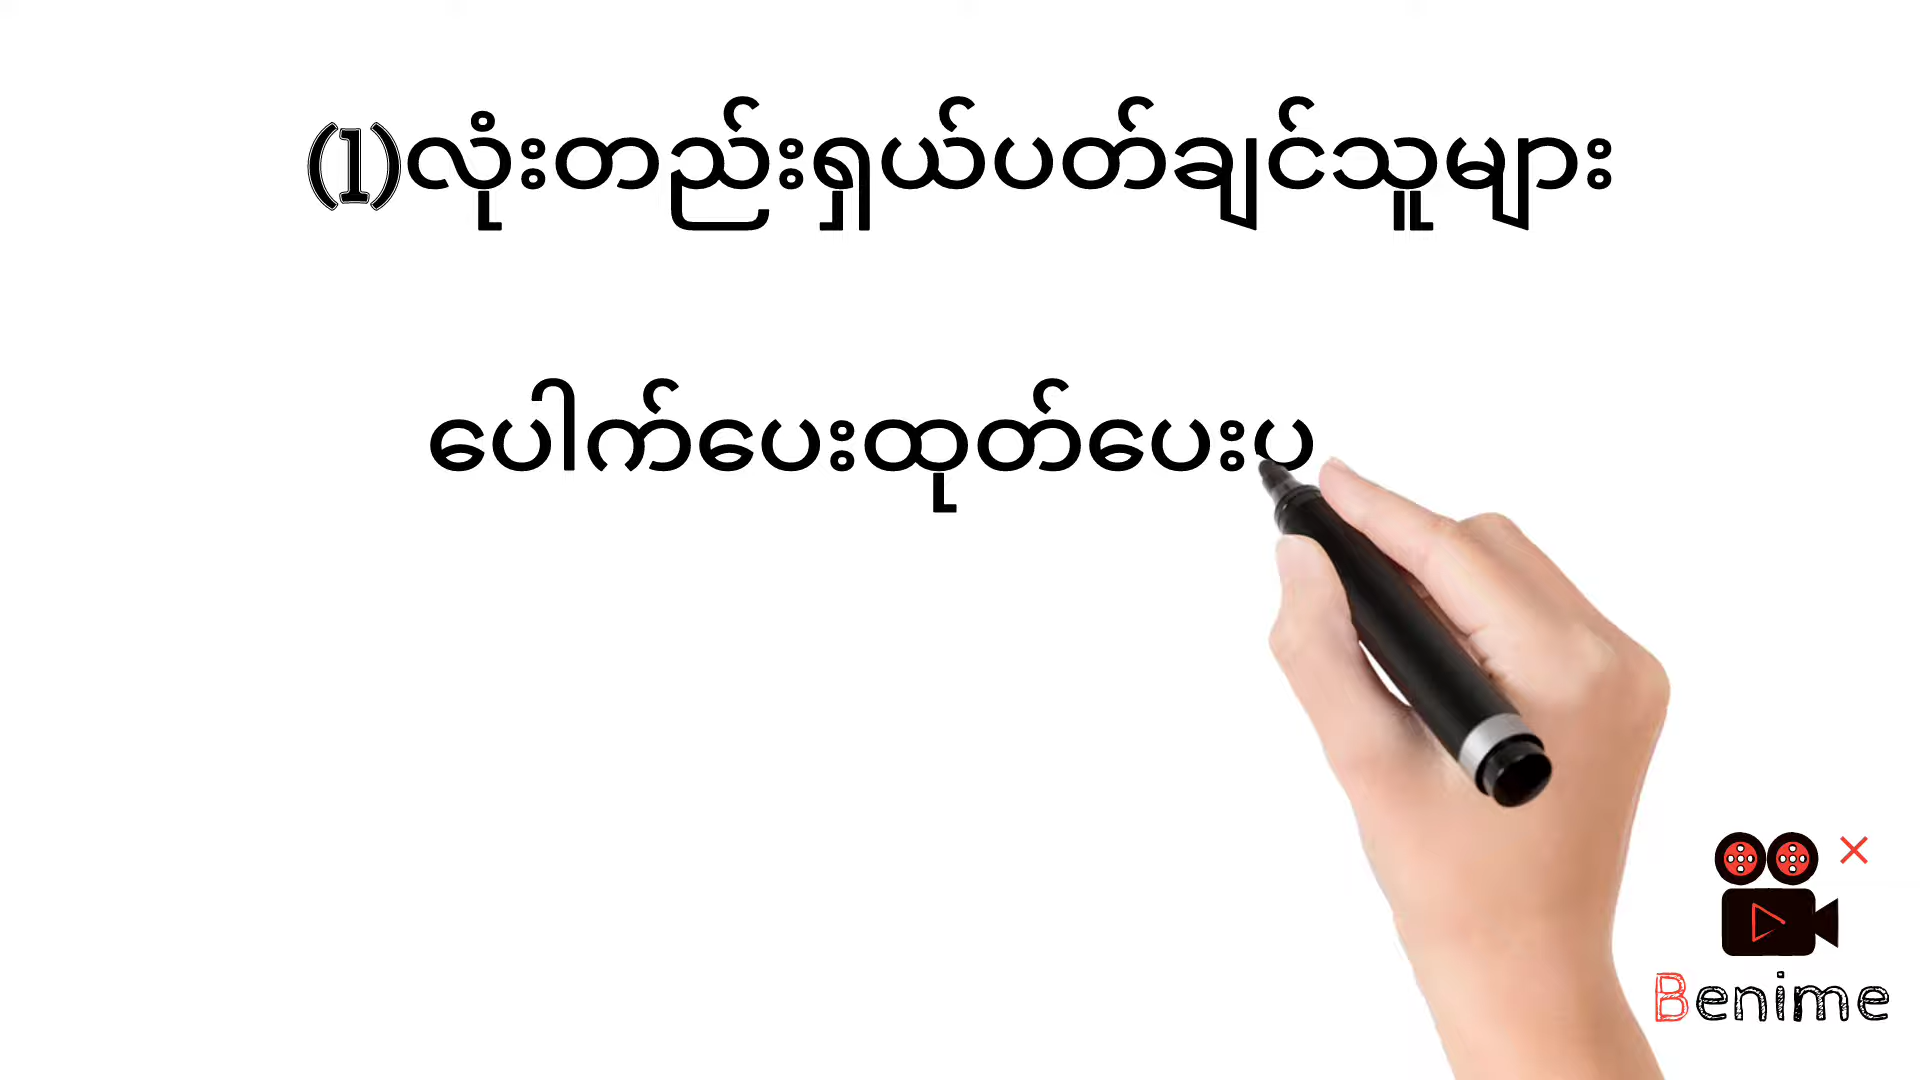 (1)လုံးတည်းရှယ်ပတ်ချင်သူများ
ပေါက်ပေးထုတ်ပေးပ
Benime